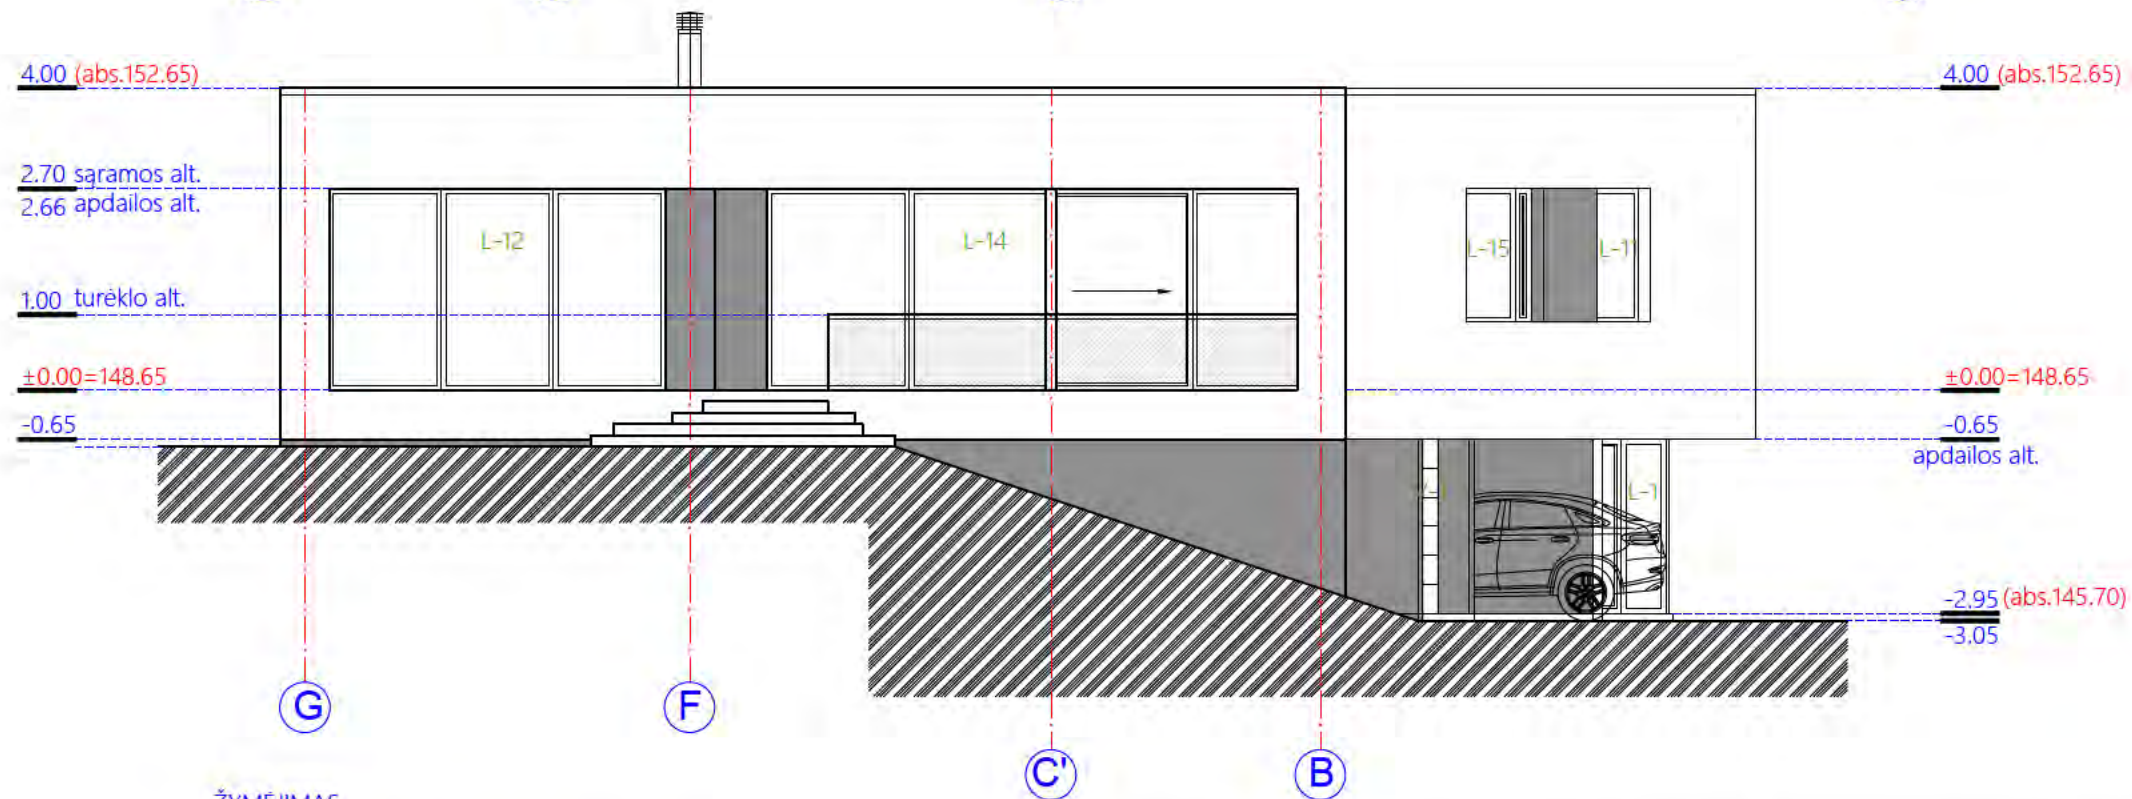 4.00 (abs.152.65)
4.00 (abs.152.65)
2.70 sąramos alt.
2.66 apdailos alt.
L-12
L-14
L-15
L-11
1.00 turėklo alt.
±0.00=148.65
±0.00=148.65
-0.65
-0.65
apdailos alt.
L-1
-2.95 (abs.145.70)
-3.05
G
F
C'
B
ŽYMĖJIMAS